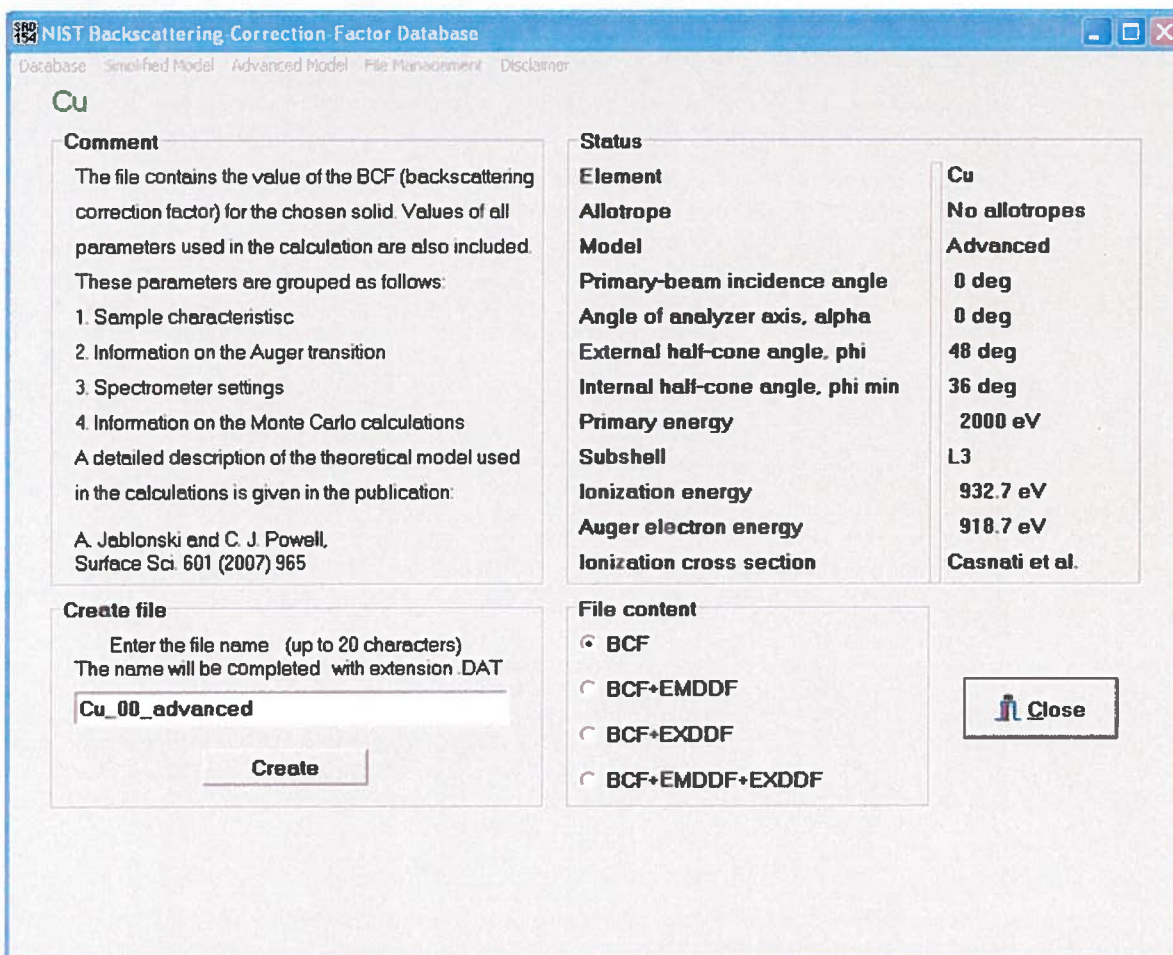 SRD
154
NIST Backscattering-Correction-Factor Database
Database Simplified Model Advanced Model File Management Disclaimer
Cu
Comment
The file contains the value of the BCF (backscattering
correction factor) for the chosen solid. Values of all
parameters used in the calculation are also included.
These parameters are grouped as follows:
1. Sample characteristisc
2. Information on the Auger transition
3. Spectrometer settings
4. Information on the Monte Carlo calculations
A detailed description of the theoretical model used
in the calculations is given in the publication:
A. Jablonski and C. J. Powell,
Surface Sci. 601 (2007) 965
Status
Element Cu
Allotrope No allotropes
Model Advanced
Primary-beam incidence angle 0 deg
Angle of analyzer axis, alpha 0 deg
External half-cone angle, phi 48 deg
Internal half-cone angle, phi min 36 deg
Primary energy 2000 eV
Subshell L3
Ionization energy 932.7 eV
Auger electron energy 918.7 eV
Ionization cross section Casnati et al.
Create file
Enter the file name (up to 20 characters)
The name will be completed with extension .DAT
Cu_00_advanced
Create
File content
BCF
BCF+EMDDF
BCF+EXDDF
BCF+EMDDF+EXDDF
Close